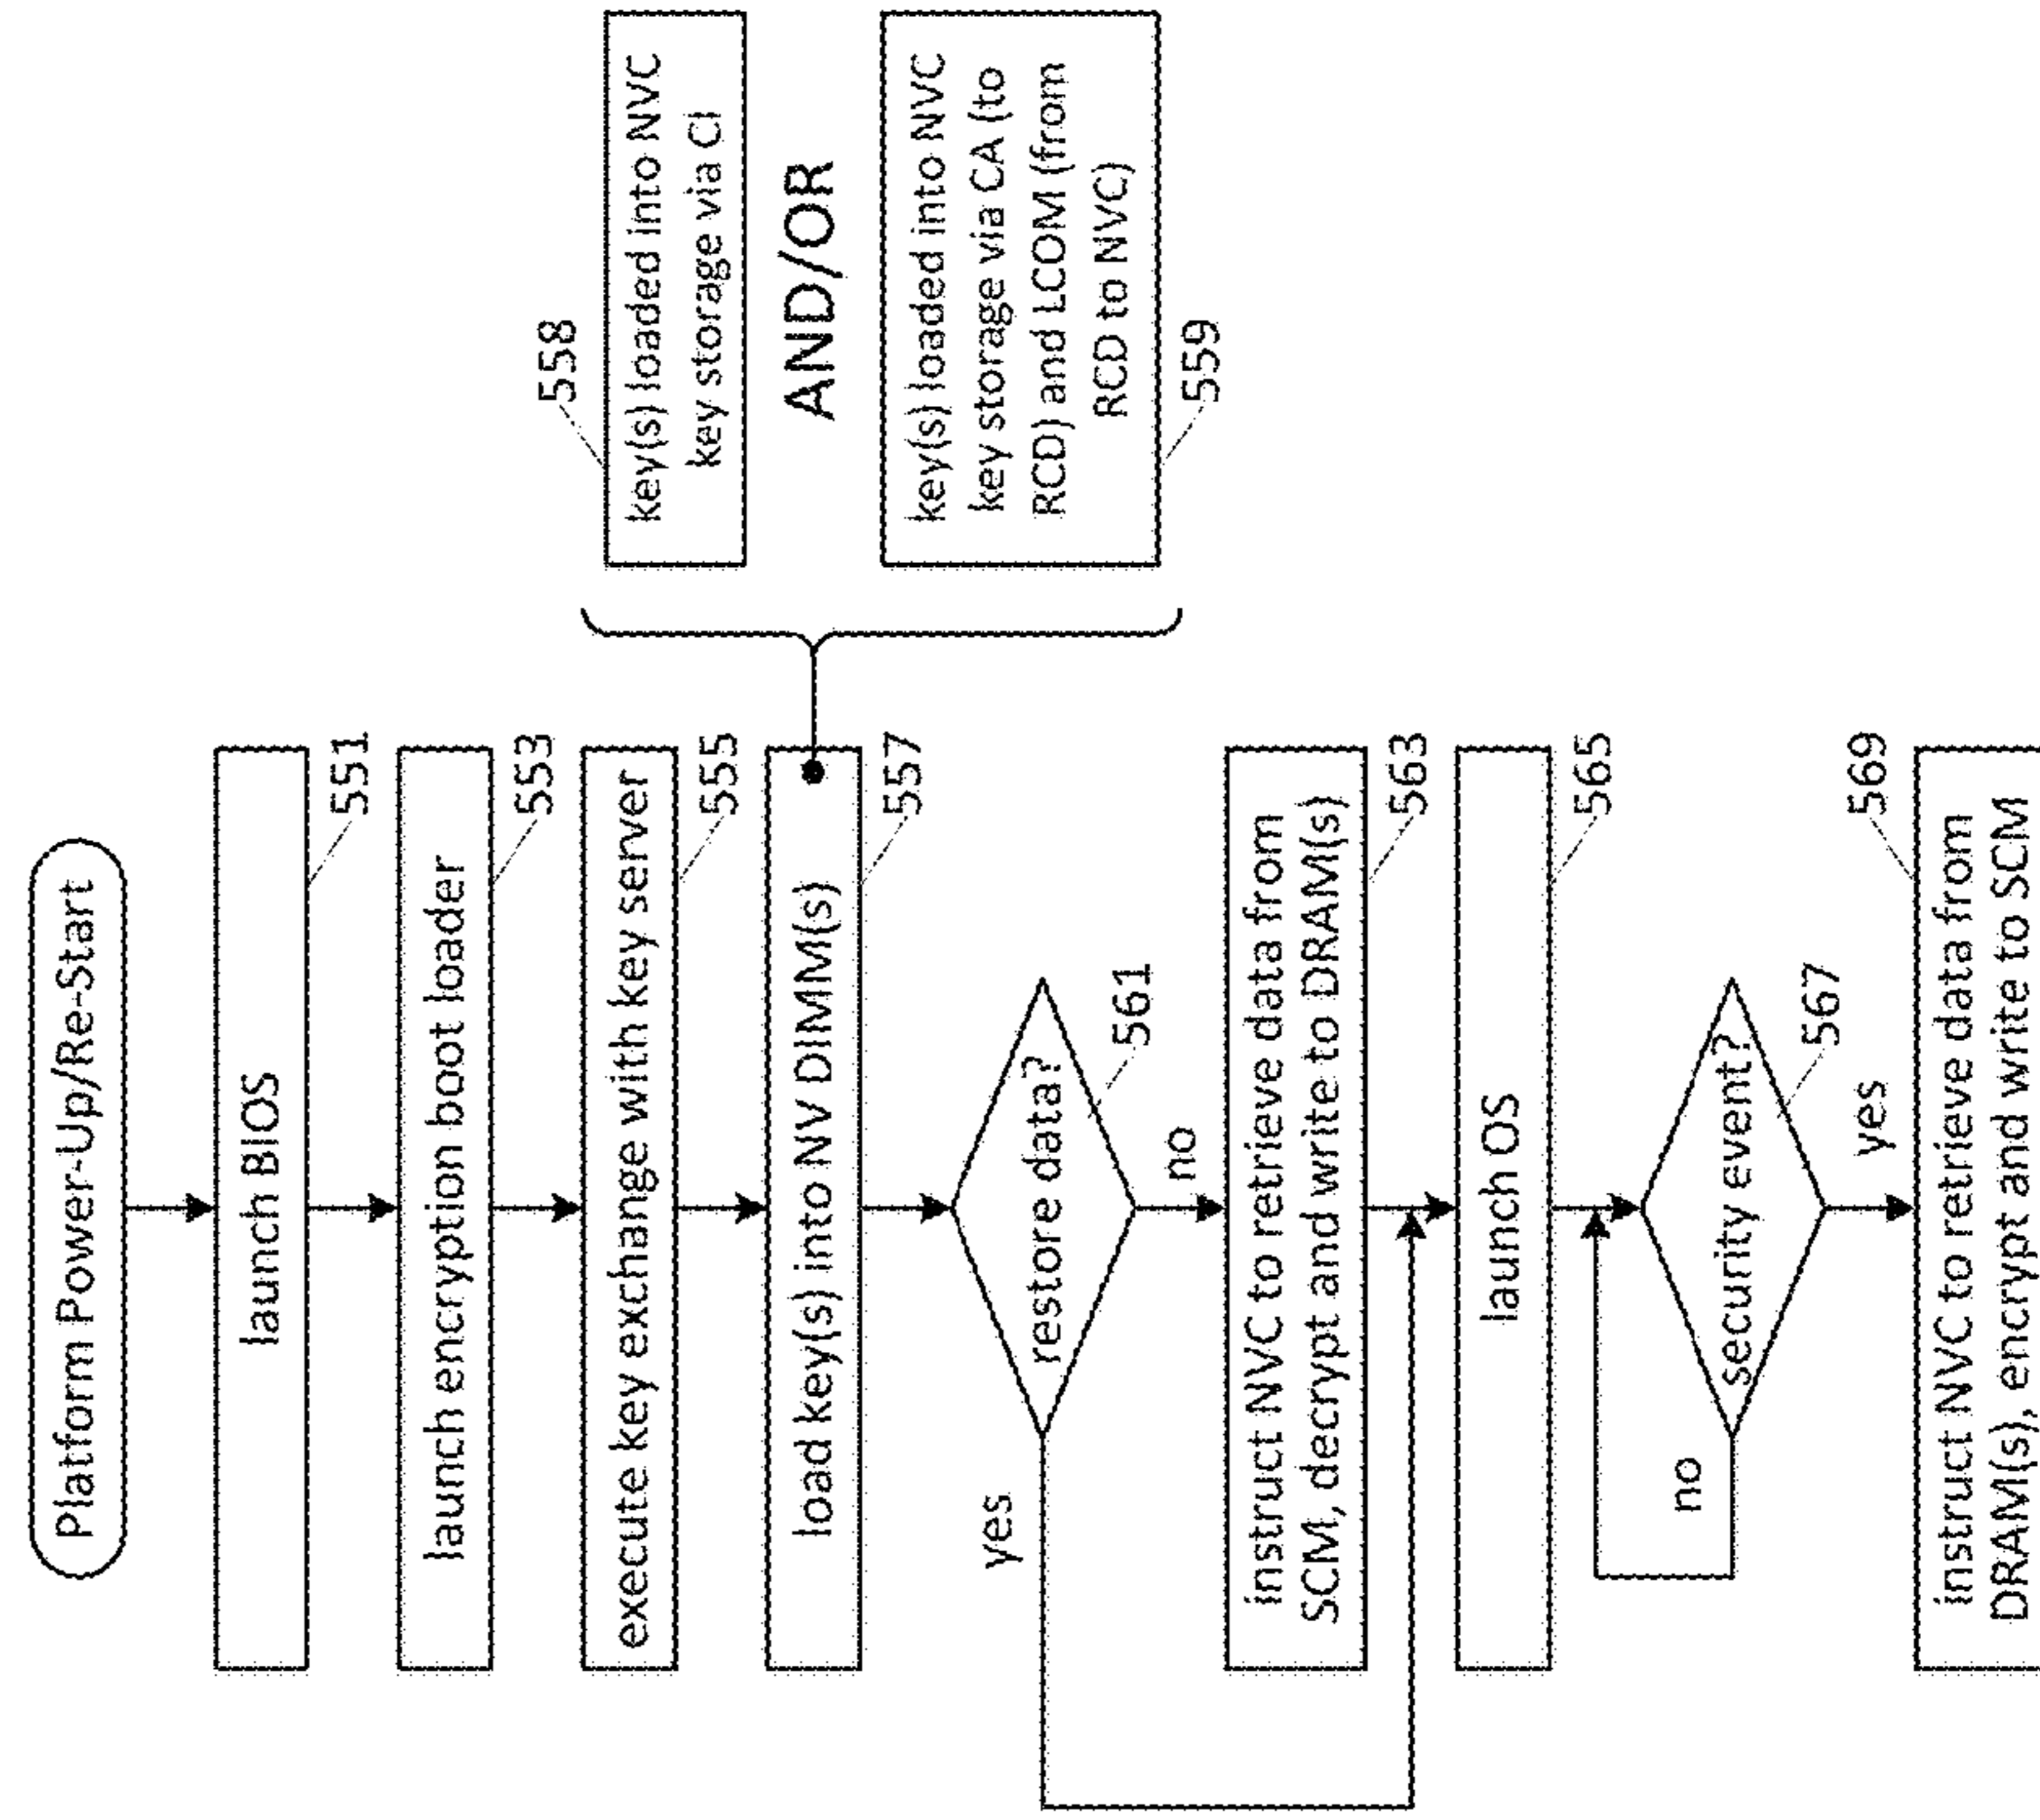 Platform Power-Up/Re-Start
launch BIOS
551
launch encryption boot loader
553
execute key exchange with key server
555
load key(s) into NV DIMM(s)
557
558
key(s) loaded into NVC
key storage via CI
AND/OR
key(s) loaded into NVC
key storage via CA (to
RCD) and LCOM (from
RCD to NVC)
559
restore data?
561
yes
no
instruct NVC to retrieve data from
SCM, decrypt and write to DRAM(s)
563
launch OS
565
security event?
567
no
yes
569
instruct NVC to retrieve data from
DRAM(s), encrypt and write to SCM